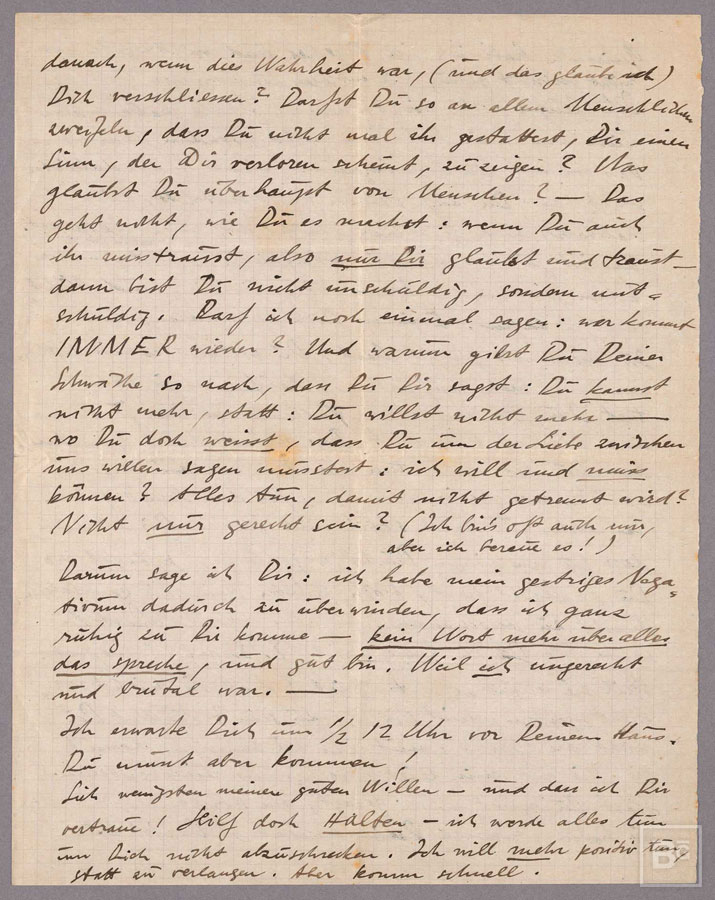 danach, wenn dies Wahrheit war, (und das glaube ich)
Dich verschliessen? Darfst Du so an allem Menschlichen
zweifeln, dass Du nicht mal ihr gestattest, Dir einen
Sinn, der Dir verloren scheint, zu zeigen? Was
glaubst Du überhaupt von Menschen? — Das
geht nicht, wie Du es machst: wenn Du auch
ihr misstraust, also nur Dir glaubst und traust —
dann bist Du nicht unschuldig, sondern mit=
schuldig. Darf ich noch einmal sagen: wer kommt
IMMER wieder? Und warum gibst Du Deiner
Schwäche so nach, dass Du Dir sagst: Du kannst
nicht mehr, statt: Du willst nicht mehr —
wo Du doch weisst, dass Du um der Liebe zwischen
uns willen sagen müsstest: ich will und muss
können? Alles tun, damit nicht getrennt wird?
Nicht nur gerecht sein? (Ich bin's oft auch nur,
aber ich bereue es!)
Darum sage ich Dir: ich habe mein gestriges Nega=
tivum dadurch zu überwinden, dass ich ganz
ruhig zu Dir komme — kein Wort mehr über alles
das spreche, und gut bin. Weil ich ungerecht
und brutal war. —
Ich erwarte Dich um 1/2 12 Uhr vor Deinem Haus.
Du musst aber kommen!
Sieh wenigsten meinen guten Willen — und dass ich Dir
vertraue! Hilf doch Halten — ich werde alles tun
um Dich nicht abzuschrecken. Ich will mehr positiv tun,
statt zu verlangen. Aber komm schnell.